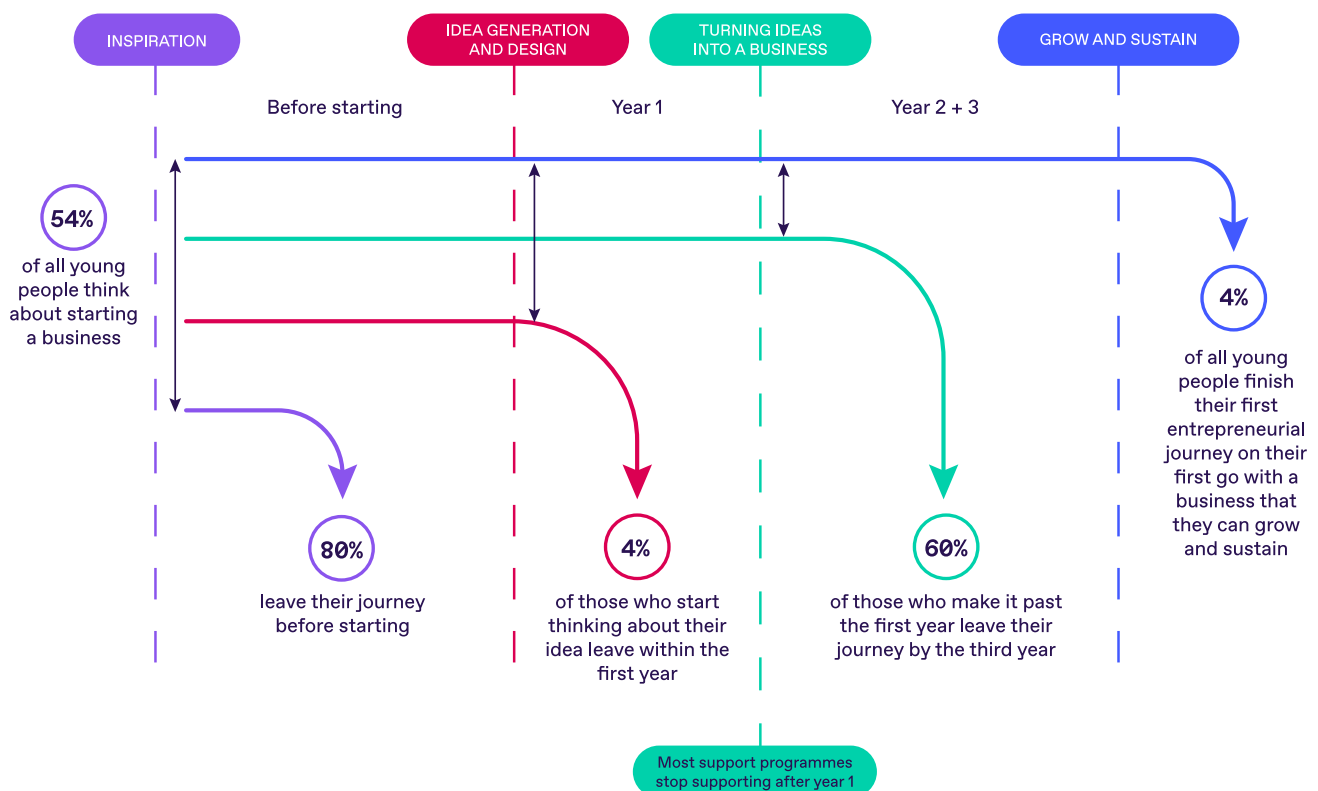 INSPIRATION
IDEA GENERATION
AND DESIGN
TURNING IDEAS
INTO A BUSINESS
GROW AND SUSTAIN
Before starting
Year 1
Year 2 + 3
54%
of all young
people think
about starting
a business
80%
leave their journey
before starting
4%
of those who start
thinking about their
idea leave within the
first year
60%
of those who make it past
the first year leave their
journey by the third year
4%
of all young
people finish
their first
entrepreneurial
journey on their
first go with a
business that
they can grow
and sustain
Most support programmes
stop supporting after year 1